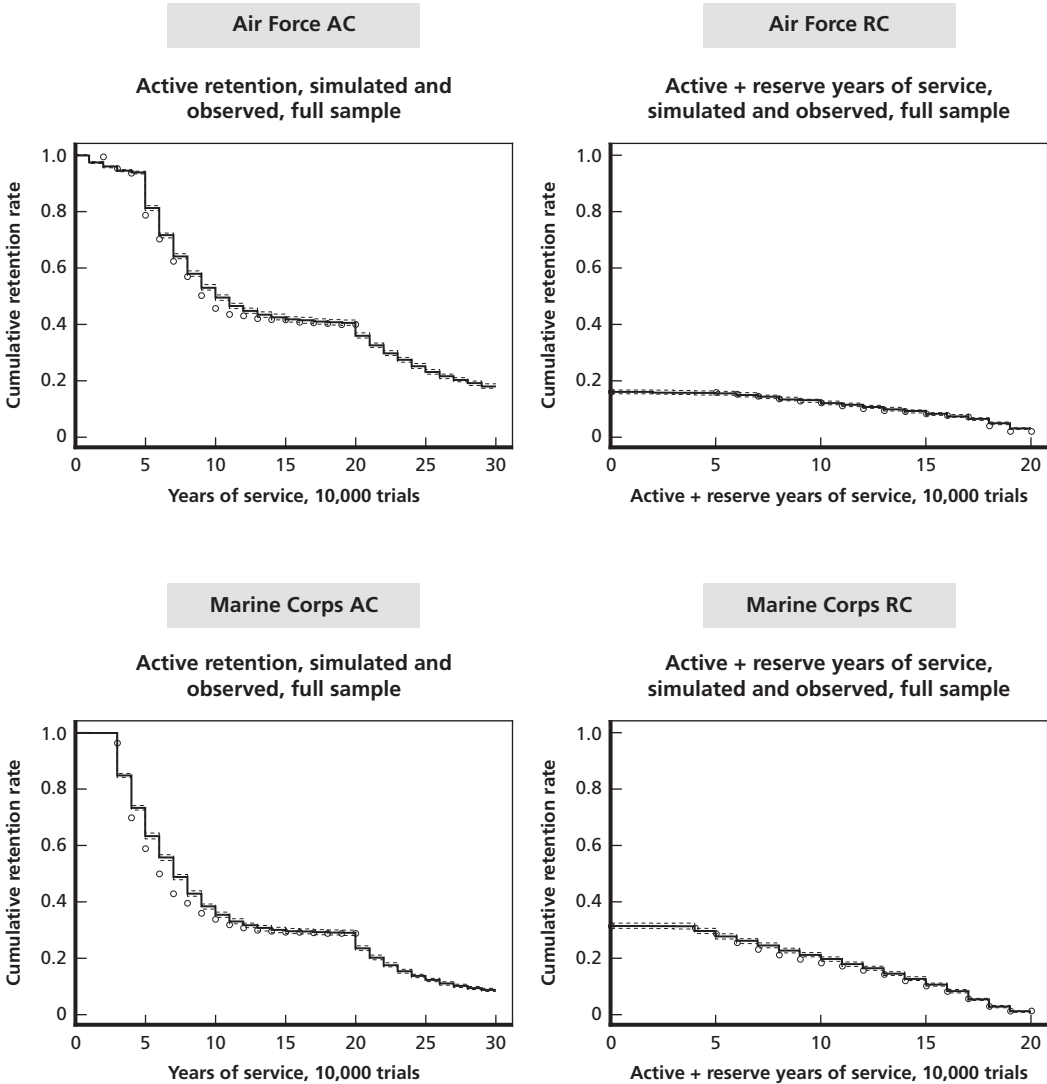 Air Force AC
Active retention, simulated and
observed, full sample
Cumulative retention rate
1.0
0.8
0.6
0.4
0.2
0
0 5 10 15 20 25 30
Years of service, 10,000 trials
Air Force RC
Active + reserve years of service,
simulated and observed, full sample
Cumulative retention rate
1.0
0.8
0.6
0.4
0.2
0
0 5 10 15 20
Active + reserve years of service, 10,000 trials
Marine Corps AC
Active retention, simulated and
observed, full sample
Cumulative retention rate
1.0
0.8
0.6
0.4
0.2
0
0 5 10 15 20 25 30
Years of service, 10,000 trials
Marine Corps RC
Active + reserve years of service,
simulated and observed, full sample
Cumulative retention rate
1.0
0.8
0.6
0.4
0.2
0
0 5 10 15 20
Active + reserve years of service, 10,000 trials